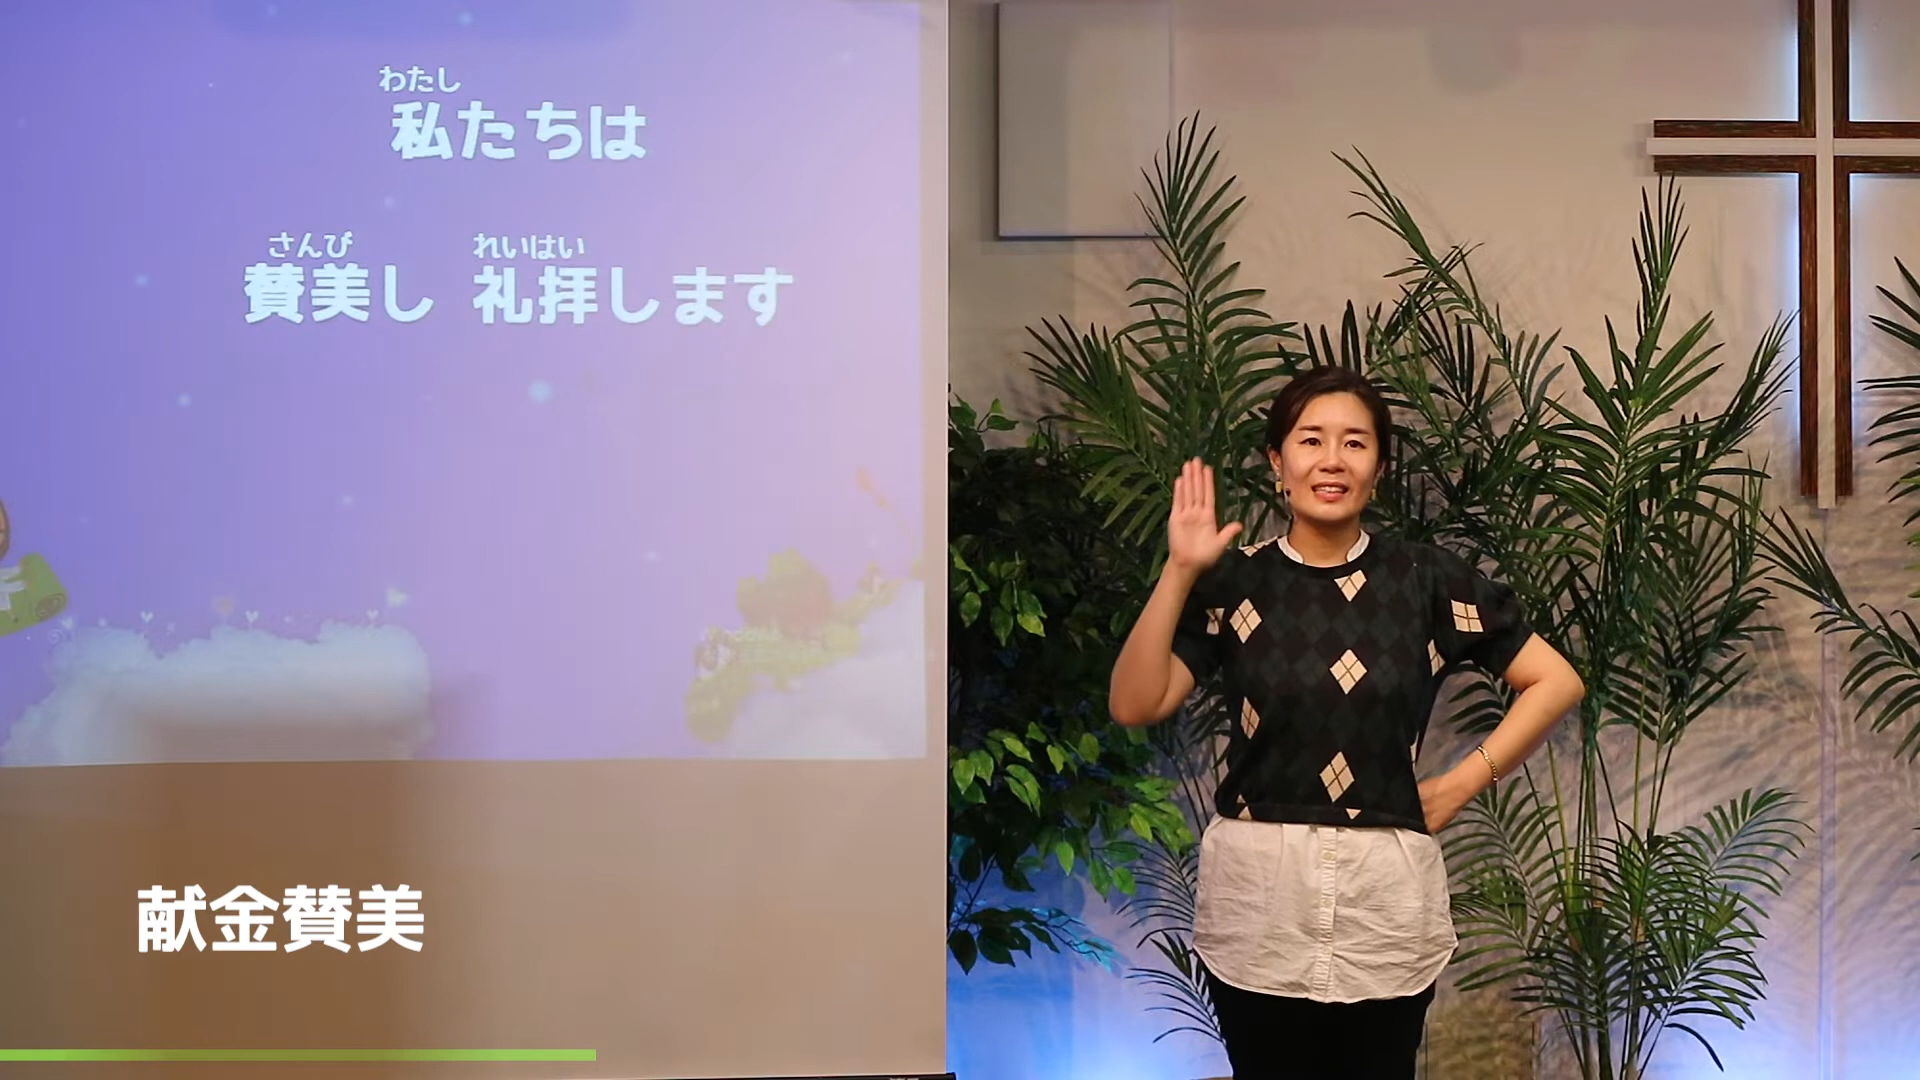 わたし
私たちは
さんび れいはい
賛美し 礼拝します
献金賛美